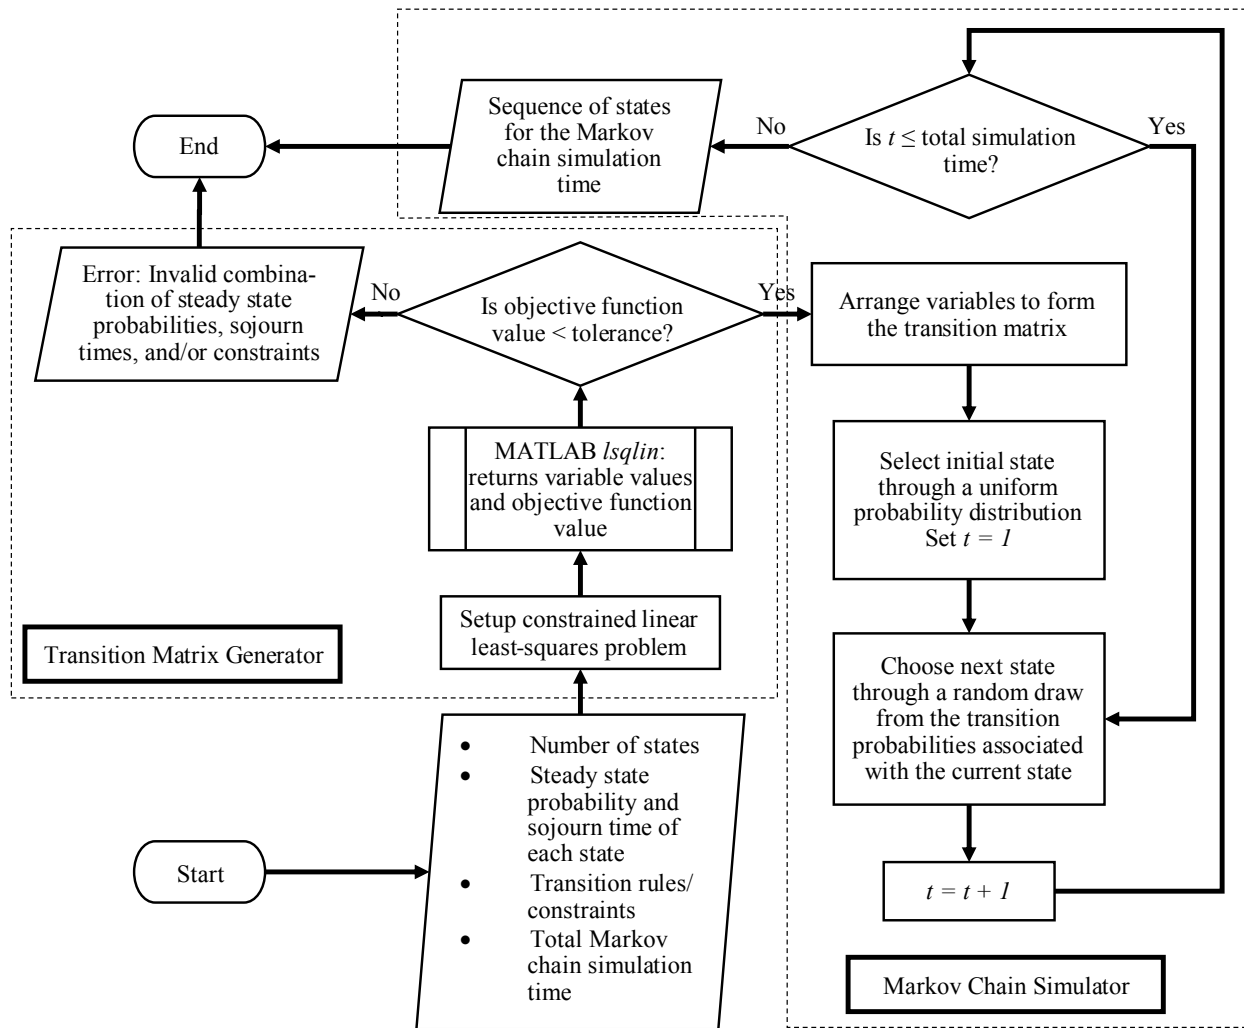 Sequence of states
for the Markov
chain simulation
time
No
Is t ≤ total simulation
time?
Yes
End
Error: Invalid combina-
tion of steady state
probabilities, sojourn
times, and/or constraints
No
Is objective function
value < tolerance?
Yes
Arrange variables to form
the transition matrix
MATLAB lsqlin:
returns variable values
and objective function
value
Select initial state
through a uniform
probability distribution
Set t = 1
Setup constrained linear
least-squares problem
Transition Matrix Generator
Choose next state
through a random draw
from the transition
probabilities associated
with the current state
• Number of states
• Steady state
probability and
sojourn time of
each state
• Transition rules/
constraints
• Total Markov
chain simulation
time
Start
t = t + 1
Markov Chain Simulator